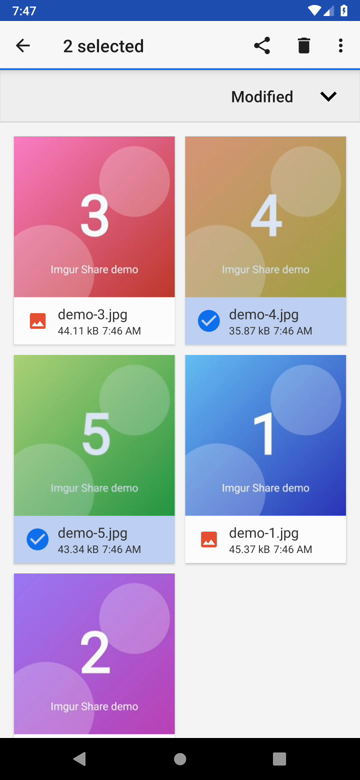 7:47
2 selected
Modified
3
Imgur Share demo
demo-3.jpg
44.11 kB 7:46 AM
4
Imgur Share demo
demo-4.jpg
35.87 kB 7:46 AM
5
Imgur Share demo
demo-5.jpg
43.34 kB 7:46 AM
1
Imgur Share demo
demo-1.jpg
45.37 kB 7:46 AM
2
Imgur Share demo